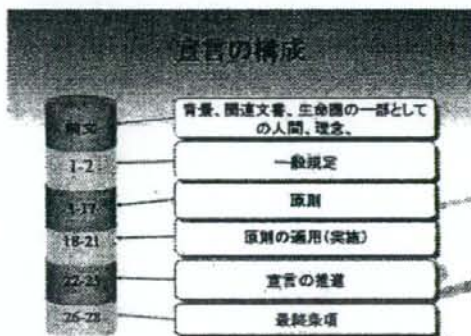 宣言の構成
前文
背景、関連文書、生命圏の一部として
の人間、理念、
1-2
一般規定
3-17
原則
18-21
原則の適用(実施)
22-25
宣言の推進
26-28
最終条項